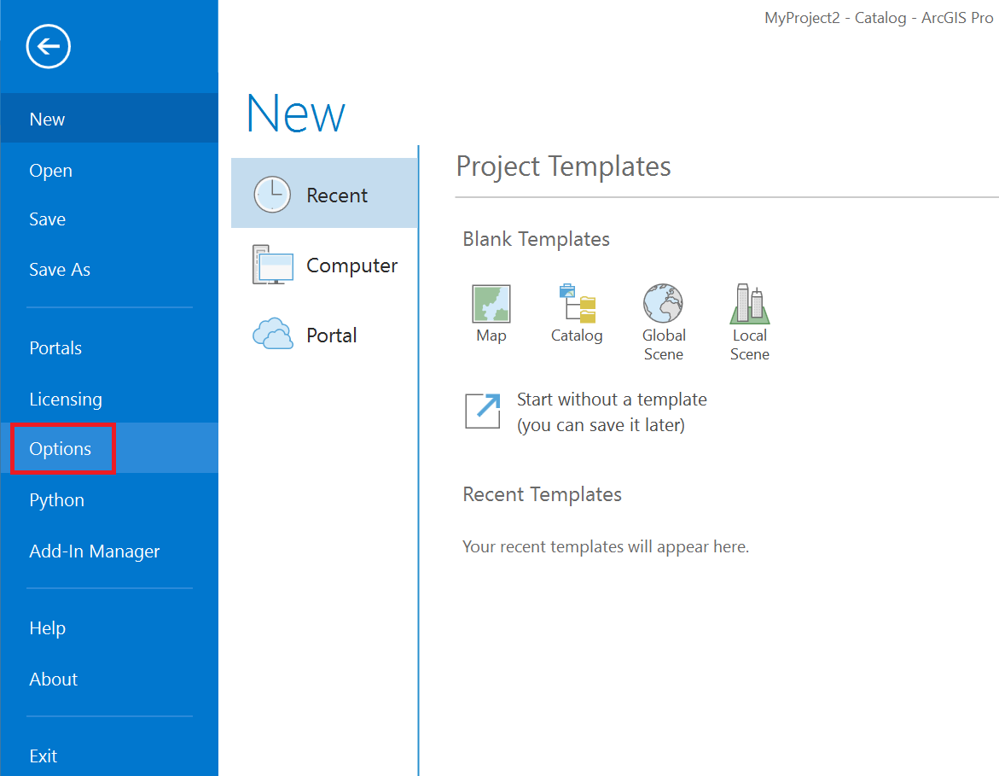 MyProject2 - Catalog - ArcGIS Pro
New
Open
Save
Save As
Portals
Licensing
Options
Python
Add-In Manager
Help
About
Exit
New
Recent
Computer
Portal
Project Templates
Blank Templates
Map
Catalog
Global
Scene
Local
Scene
Start without a template
(you can save it later)
Recent Templates
Your recent templates will appear here.